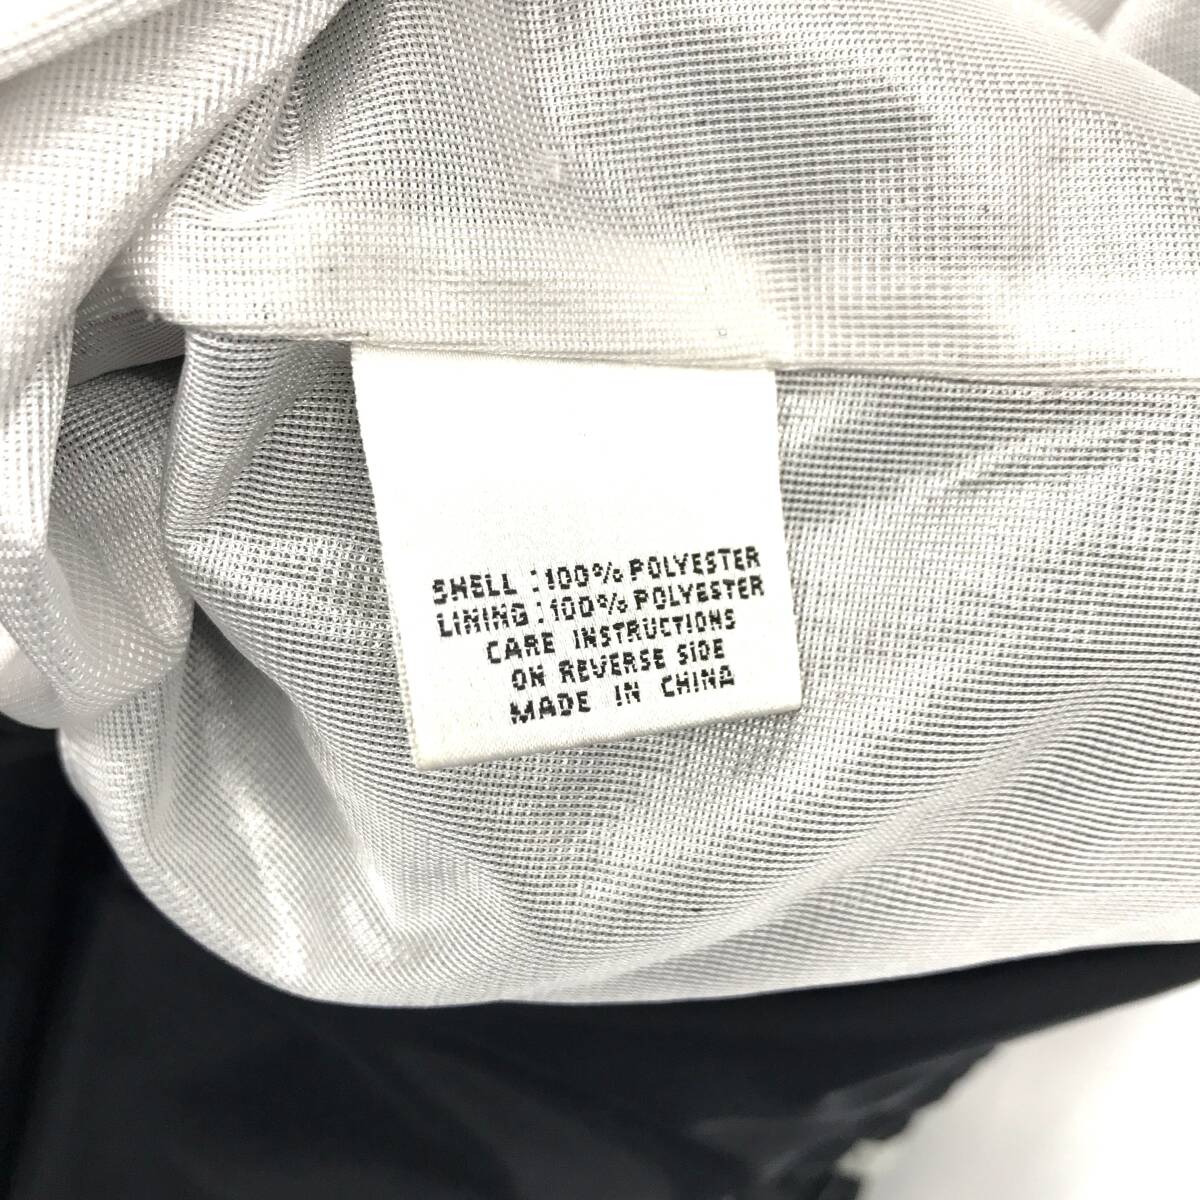 SHELL : 100% POLYESTER
LINING : 100% POLYESTER
CARE INSTRUCTIONS
ON REVERSE SIDE
MADE IN CHINA